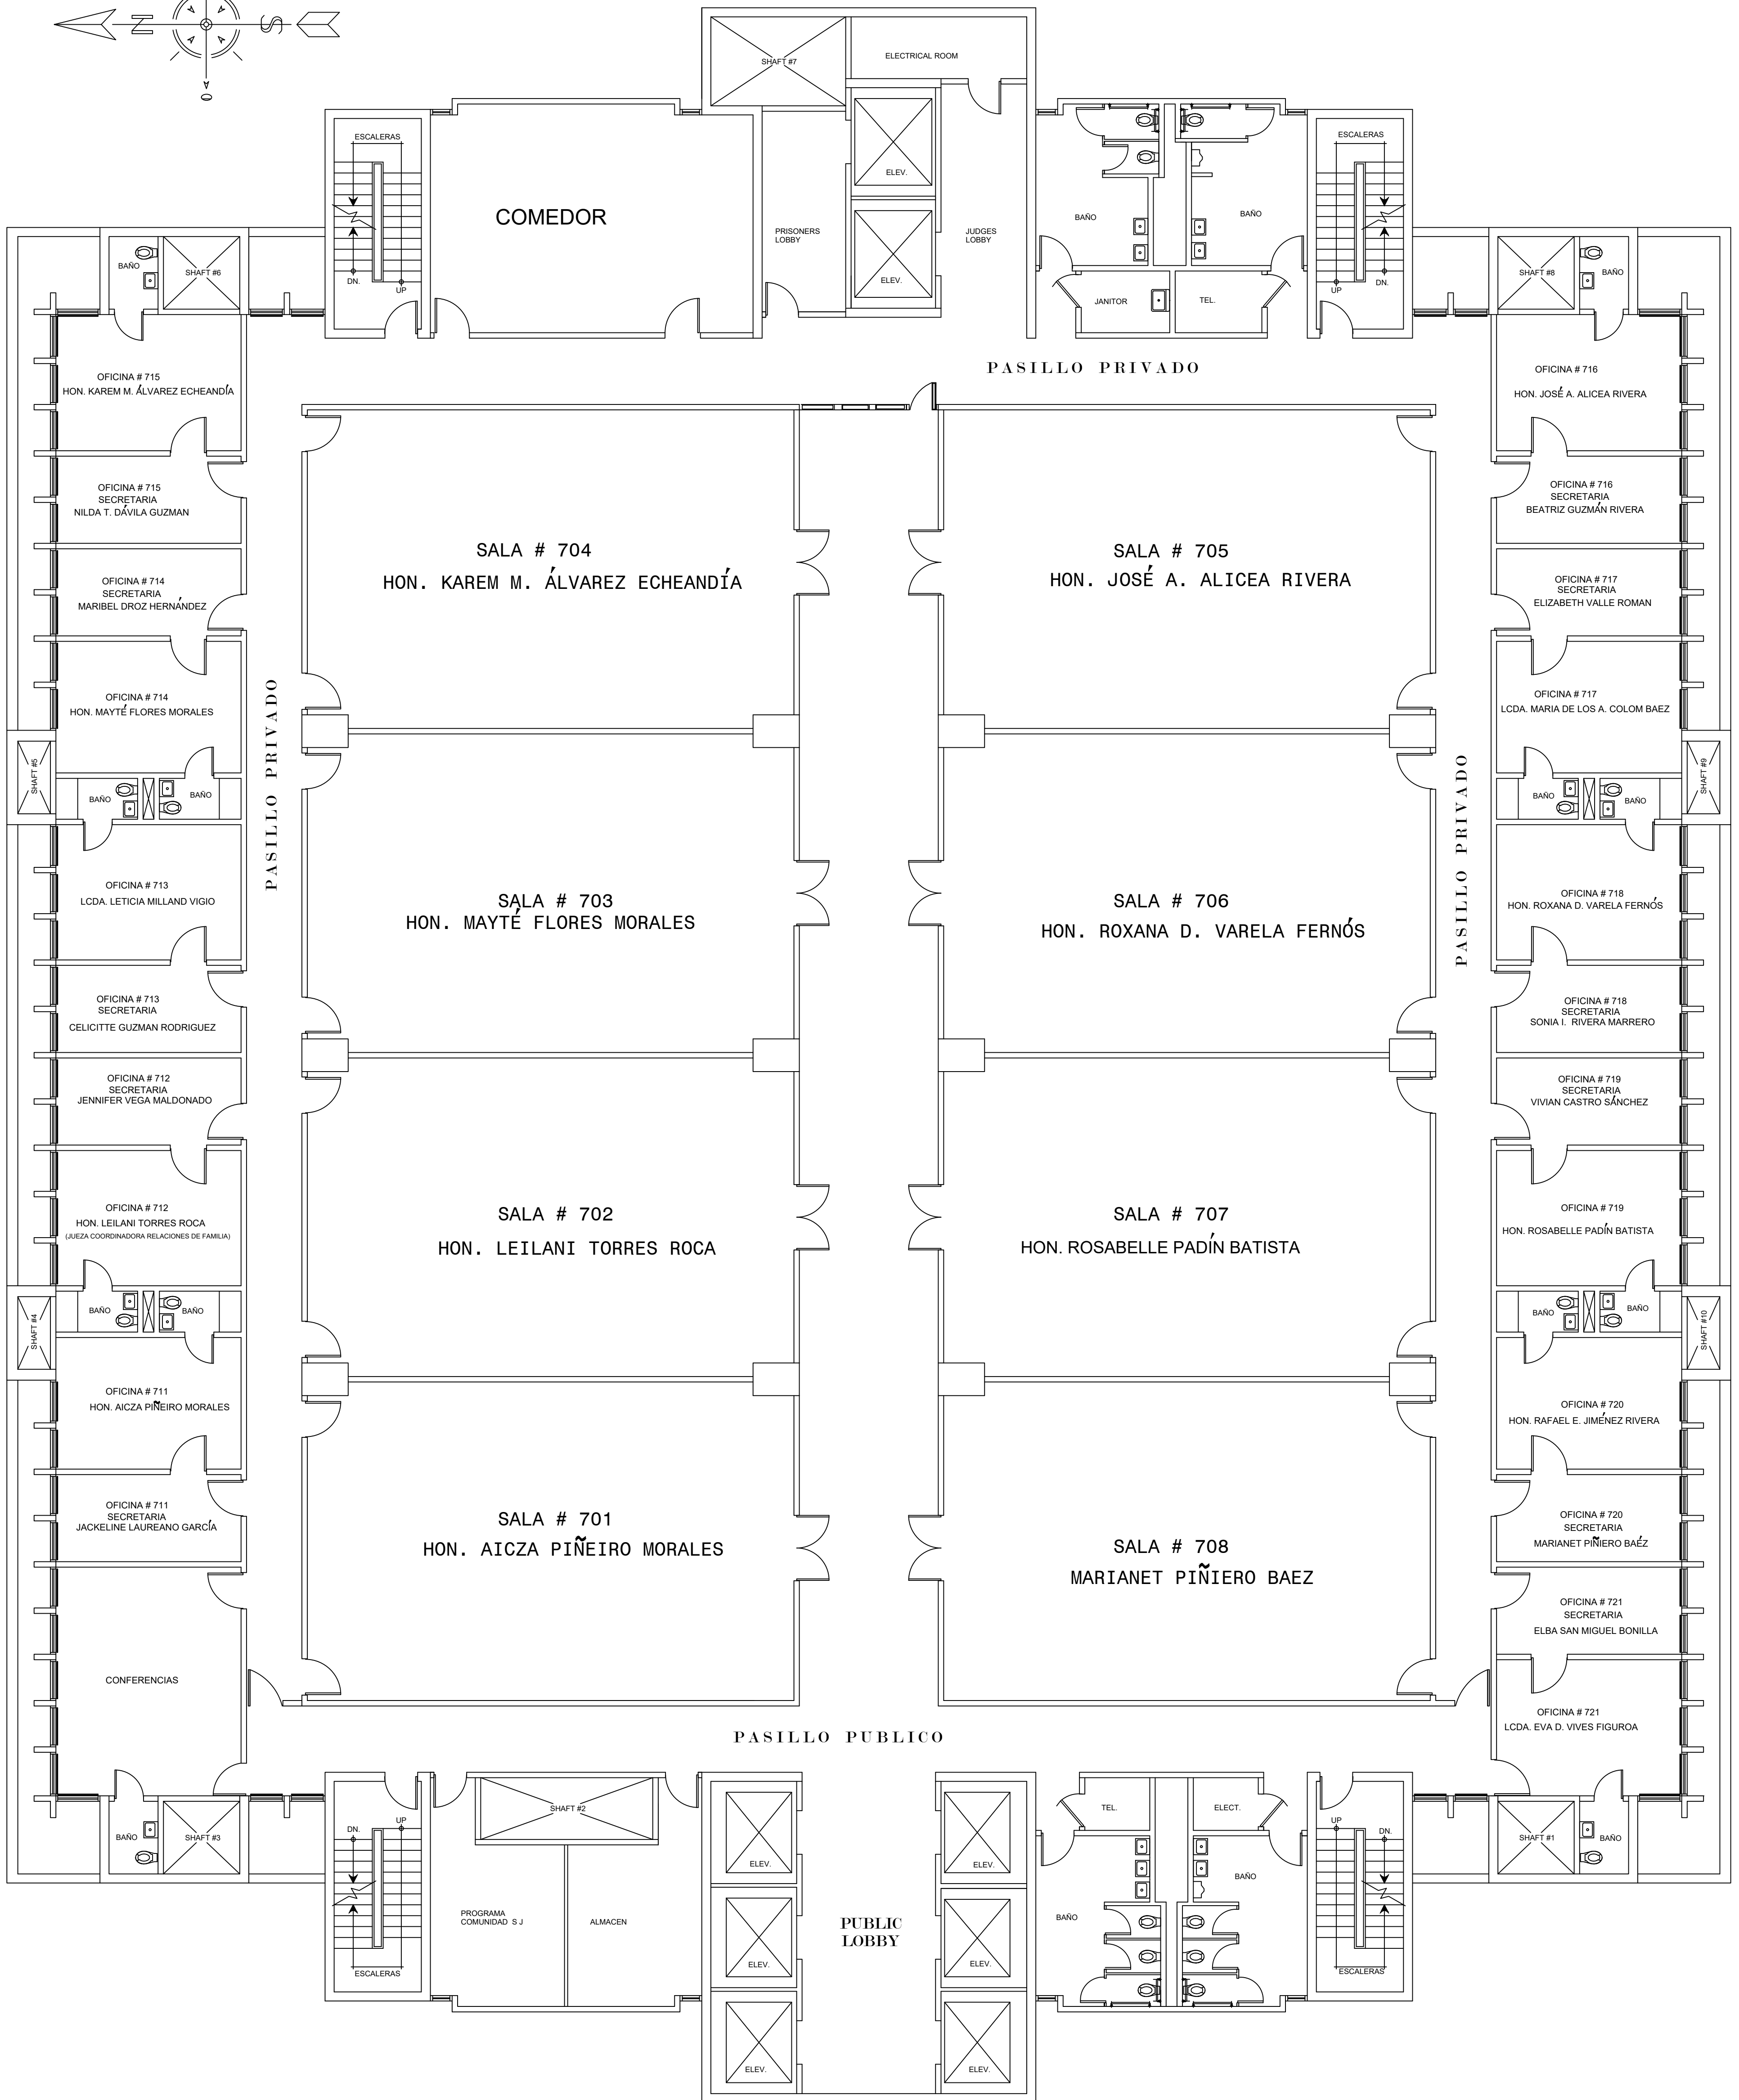 N
S
O
SHAFT #7
ELECTRICAL ROOM
ELEV.
ELEV.
PRISONERS
LOBBY
JUDGES
LOBBY
ESCALERAS
DN.
UP
COMEDOR
BAÑO
BAÑO
JANITOR
TEL.
ESCALERAS
UP
DN.
BAÑO
SHAFT #6
SHAFT #8
BAÑO
PASILLO PRIVADO
OFICINA # 715
HON. KAREM M. ÁLVAREZ ECHEANDÍA
OFICINA # 715
SECRETARIA
NILDA T. DÁVILA GUZMAN
OFICINA # 714
SECRETARIA
MARIBEL DROZ HERNÁNDEZ
OFICINA # 714
HON. MAYTÉ FLORES MORALES
SHAFT #5
BAÑO
BAÑO
OFICINA # 713
LCDA. LETICIA MILLAND VIGIO
OFICINA # 713
SECRETARIA
CELICITTE GUZMAN RODRIGUEZ
OFICINA # 712
SECRETARIA
JENNIFER VEGA MALDONADO
OFICINA # 712
HON. LEILANI TORRES ROCA
(JUEZA COORDINADORA RELACIONES DE FAMILIA)
SHAFT #4
BAÑO
BAÑO
OFICINA # 711
HON. AICZA PIÑEIRO MORALES
OFICINA # 711
SECRETARIA
JACKELINE LAUREANO GARCÍA
CONFERENCIAS
BAÑO
SHAFT #3
PASILLO PRIVADO
SALA # 704
HON. KAREM M. ÁLVAREZ ECHEANDÍA
SALA # 703
HON. MAYTÉ FLORES MORALES
SALA # 702
HON. LEILANI TORRES ROCA
SALA # 701
HON. AICZA PIÑEIRO MORALES
SALA # 705
HON. JOSÉ A. ALICEA RIVERA
SALA # 706
HON. ROXANA D. VARELA FERNÓS
SALA # 707
HON. ROSABELLE PADÍN BATISTA
SALA # 708
MARIANET PIÑIERO BAEZ
PASILLO PRIVADO
OFICINA # 716
HON. JOSÉ A. ALICEA RIVERA
OFICINA # 716
SECRETARIA
BEATRIZ GUZMÁN RIVERA
OFICINA # 717
SECRETARIA
ELIZABETH VALLE ROMAN
OFICINA # 717
LCDA. MARIA DE LOS A. COLOM BAEZ
BAÑO
BAÑO
SHAFT #9
OFICINA # 718
HON. ROXANA D. VARELA FERNÓS
OFICINA # 718
SECRETARIA
SONIA I. RIVERA MARRERO
OFICINA # 719
SECRETARIA
VIVIAN CASTRO SÁNCHEZ
OFICINA # 719
HON. ROSABELLE PADÍN BATISTA
BAÑO
BAÑO
SHAFT #10
OFICINA # 720
HON. RAFAEL E. JIMÉNEZ RIVERA
OFICINA # 720
SECRETARIA
MARIANET PIÑIERO BAÉZ
OFICINA # 721
SECRETARIA
ELBA SAN MIGUEL BONILLA
OFICINA # 721
LCDA. EVA D. VIVES FIGUROA
SHAFT #1
BAÑO
PASILLO PUBLICO
DN.
UP
ESCALERAS
SHAFT #2
PROGRAMA
COMUNIDAD S J
ALMACEN
ELEV.
ELEV.
ELEV.
PUBLIC
LOBBY
ELEV.
ELEV.
ELEV.
TEL.
ELECT.
BAÑO
BAÑO
UP
DN.
ESCALERAS